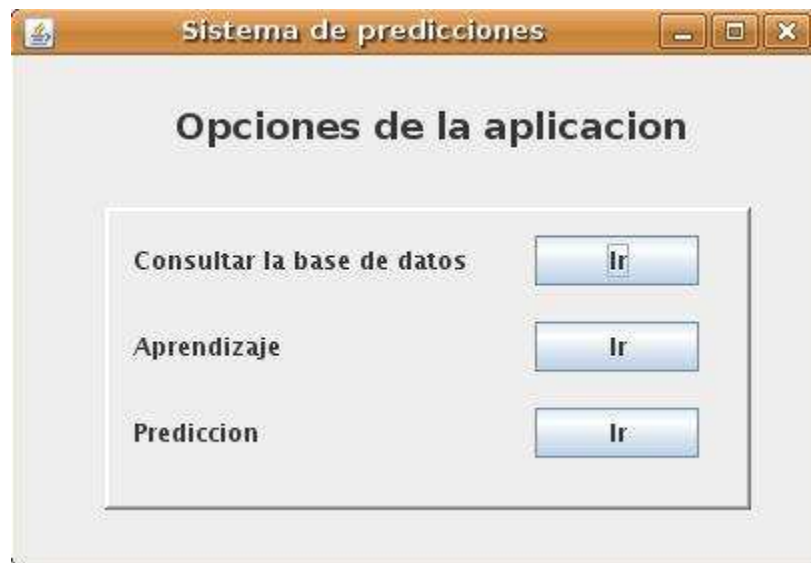 Sistema de predicciones
Opciones de la aplicacion
Consultar la base de datos Ir
Aprendizaje Ir
Prediccion Ir